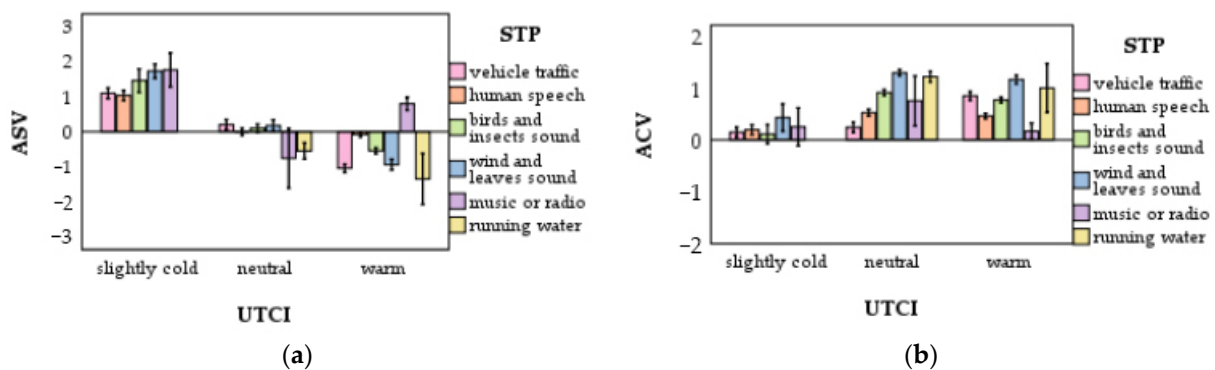 3
2
1
0
−1
−2
−3
ASV
slightly cold
neutral
warm
UTCI
STP
vehicle traffic
human speech
birds and
insects sound
wind and
leaves sound
music or radio
running water
(a)
2
1
0
−1
−2
ACV
slightly cold
neutral
warm
UTCI
STP
vehicle traffic
human speech
birds and
insects sound
wind and
leaves sound
music or radio
running water
(b)